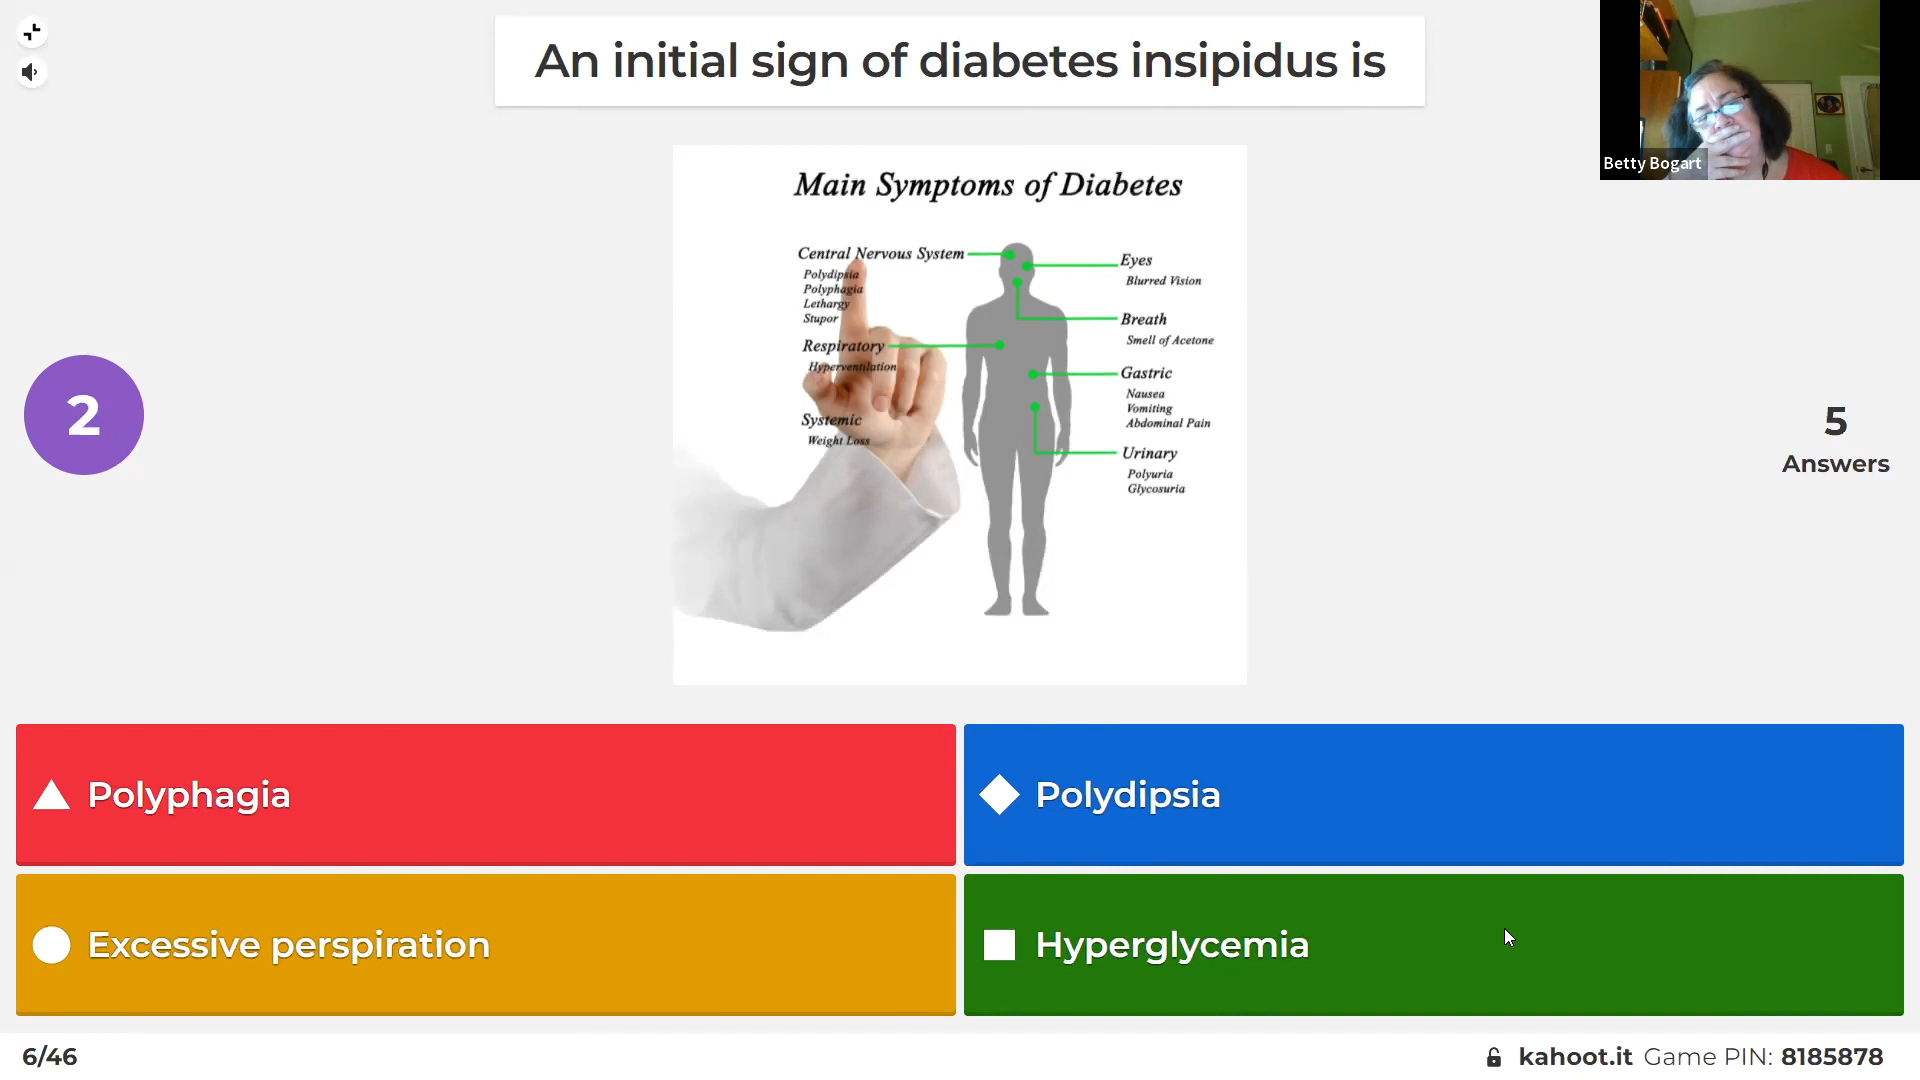 An initial sign of diabetes insipidus is
Betty Bogart
Main Symptoms of Diabetes
Central Nervous System
Polydipsia
Polyphagia
Lethargy
Stupor
Respiratory
Hyperventilation
Systemic
Weight Loss
Eyes
Blurred Vision
Breath
Smell of Acetone
Gastric
Nausea
Vomiting
Abdominal Pain
Urinary
Polyuria
Glycosuria
2
5
Answers
Polyphagia
Polydipsia
Excessive perspiration
Hyperglycemia
6/46
kahoot.it Game PIN: 8185878